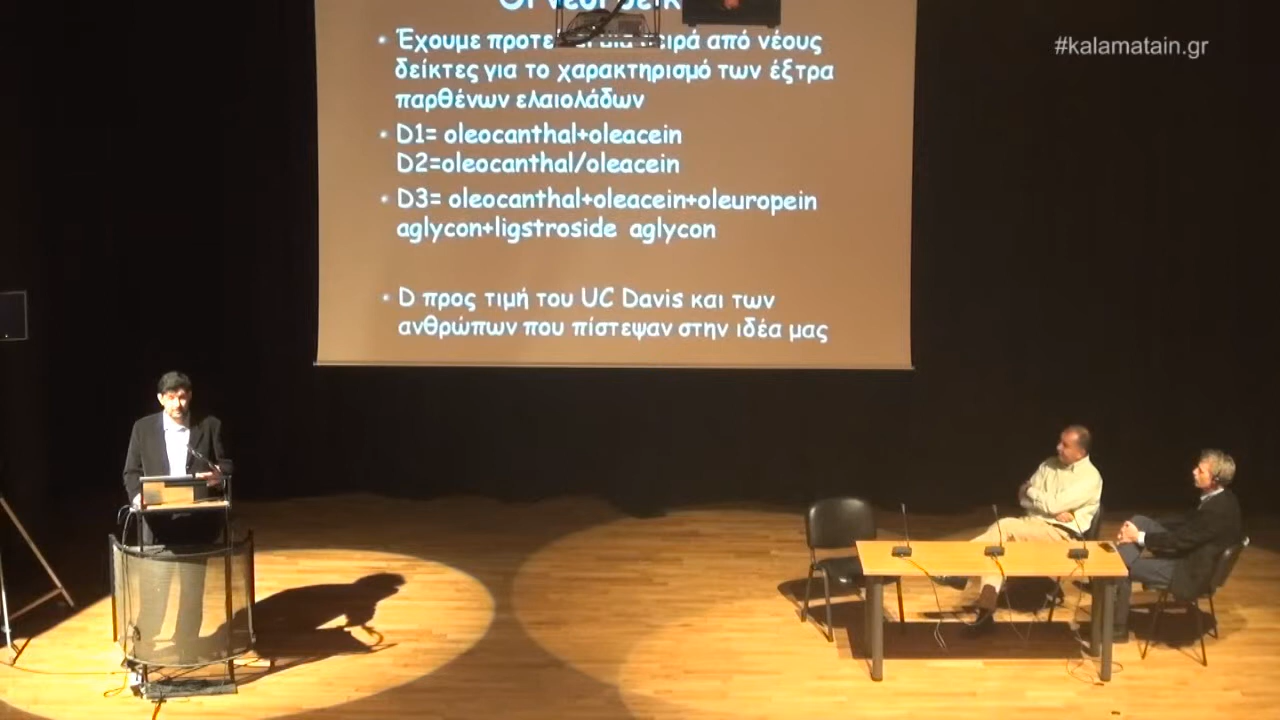 Οι νέοι
#kalamatain.gr
• Έχουμε από νέους
δείκτες για το χαρακτηρισμό των έξτρα
παρθένων ελαιολάδων
• D1= oleocanthal+oleacein
D2=oleocanthal/oleacein
• D3= oleocanthal+oleacein+oleuropein
aglycon+ligstroside aglycon
• D προς τιμή του UC Davis και των
ανθρώπων που πίστεψαν στην ιδέα μας